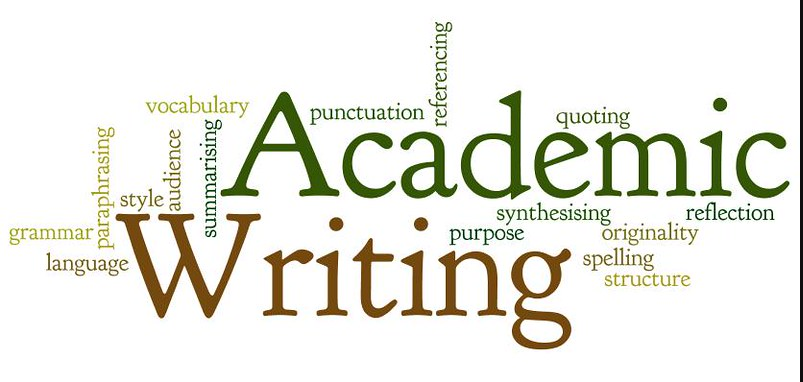 referencing
vocabulary
punctuation
quoting
Academic
paraphrasing
audience
summarising
style
synthesising
reflection
grammar
purpose
originality
language
Writing
spelling
structure